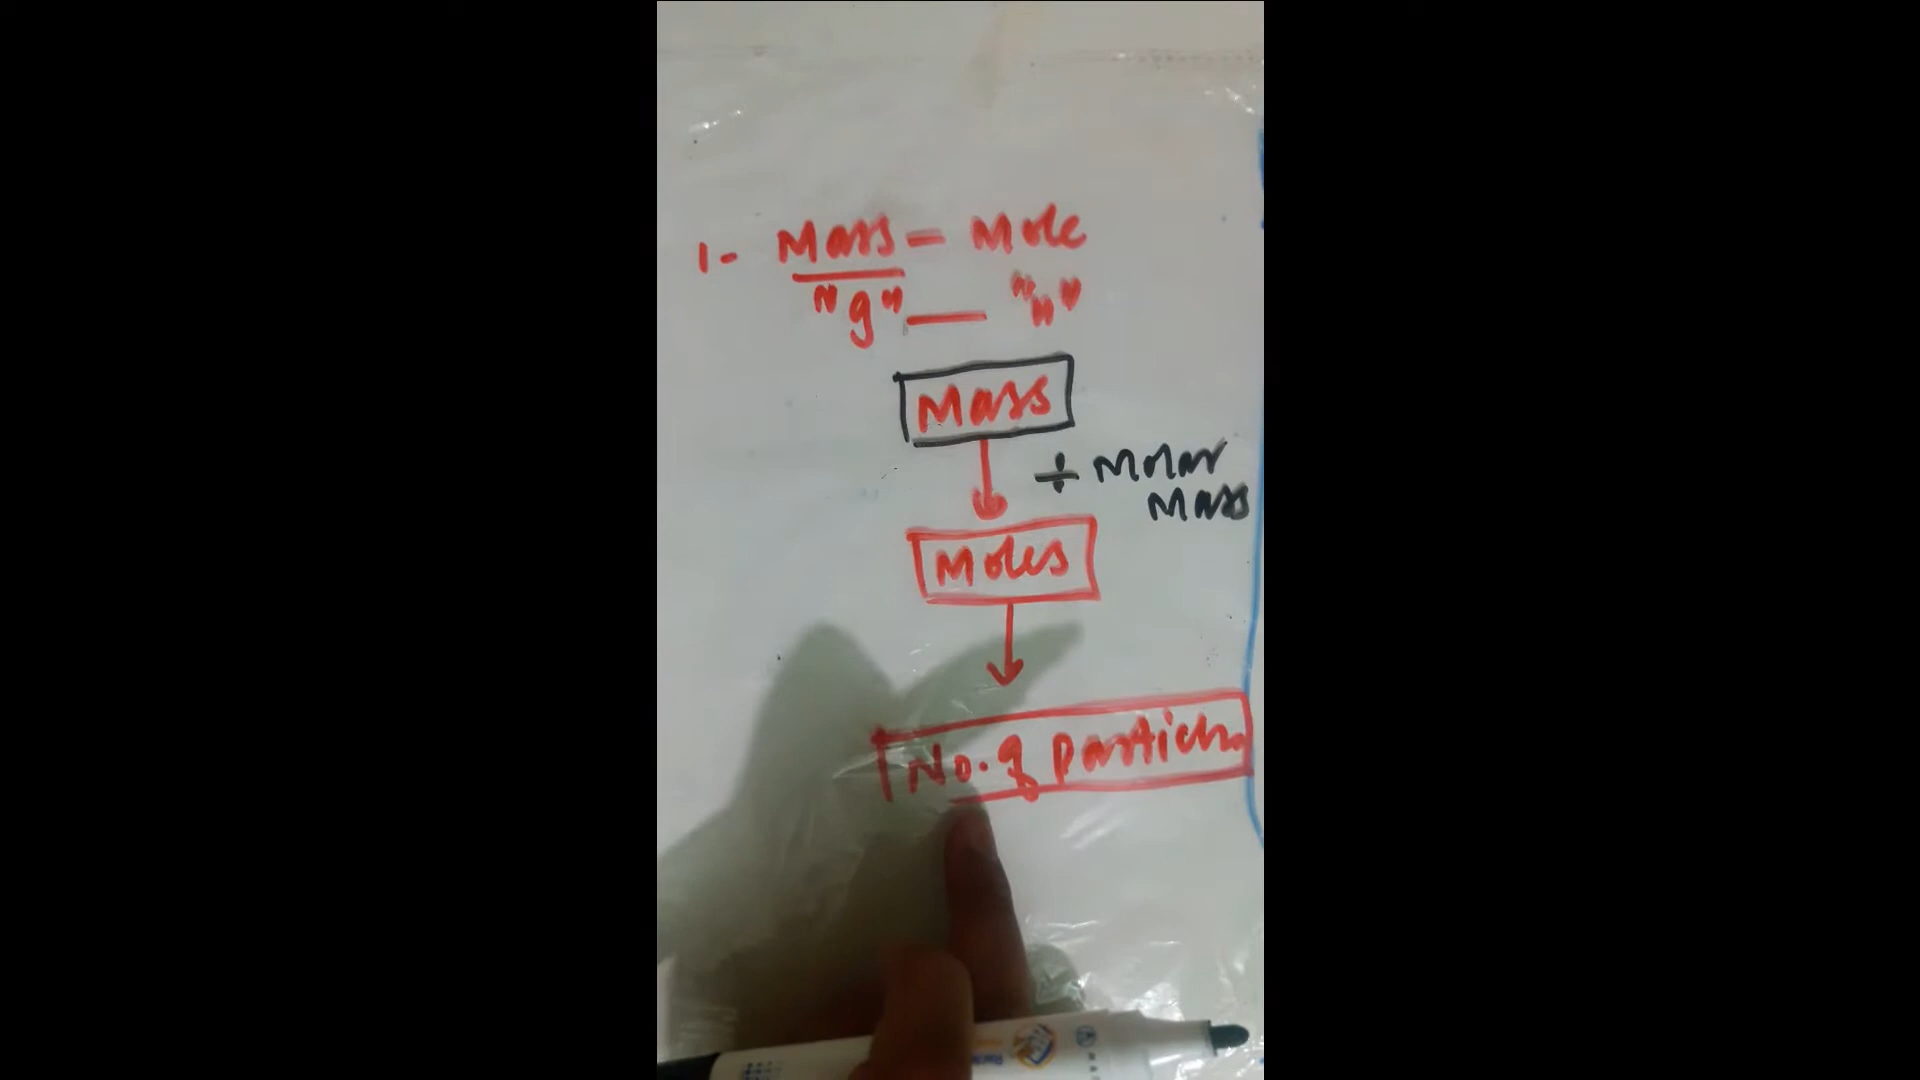 1- Mass - Mole
"g" — "n"
Mass
÷ Molar
Mass
Moles
No. of particles